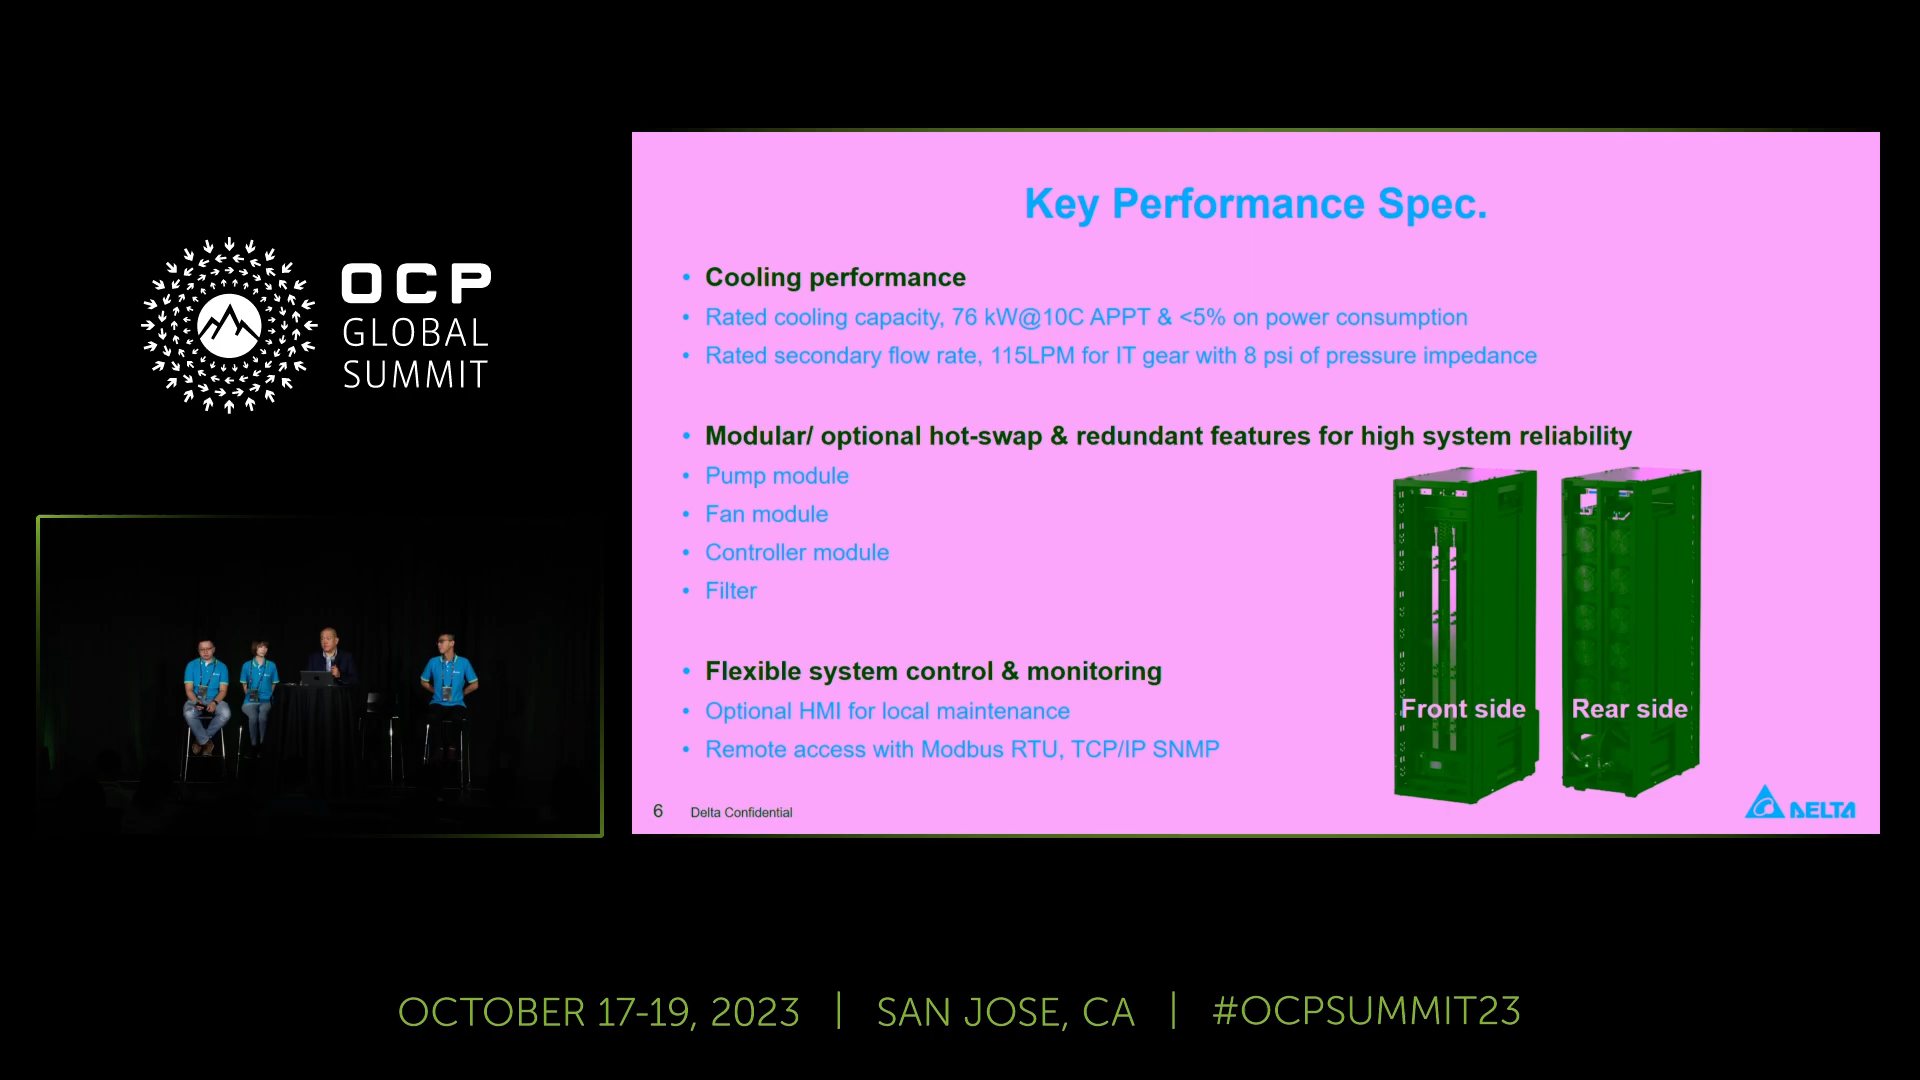 OCP
GLOBAL
SUMMIT
Key Performance Spec.
• Cooling performance
• Rated cooling capacity, 76 kW@10C APPT & <5% on power consumption
• Rated secondary flow rate, 115LPM for IT gear with 8 psi of pressure impedance
• Modular/ optional hot-swap & redundant features for high system reliability
• Pump module
• Fan module
• Controller module
• Filter
• Flexible system control & monitoring
• Optional HMI for local maintenance
• Remote access with Modbus RTU, TCP/IP SNMP
Front side
Rear side
6 Delta Confidential
DELTA
OCTOBER 17-19, 2023 | SAN JOSE, CA | #OCPSUMMIT23